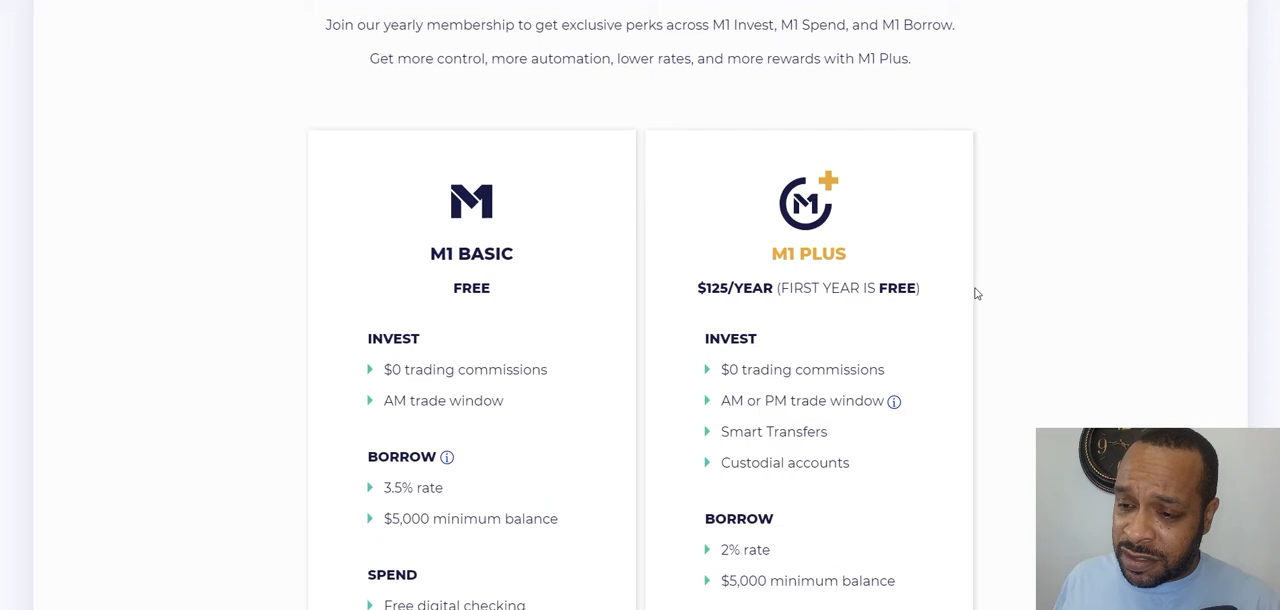 Join our yearly membership to get exclusive perks across M1 Invest, M1 Spend, and M1 Borrow.
Get more control, more automation, lower rates, and more rewards with M1 Plus.
M1 BASIC
FREE
INVEST
$0 trading commissions
AM trade window
BORROW
3.5% rate
$5,000 minimum balance
SPEND
Free digital checking
M1 PLUS
$125/YEAR (FIRST YEAR IS FREE)
INVEST
$0 trading commissions
AM or PM trade window
Smart Transfers
Custodial accounts
BORROW
2% rate
$5,000 minimum balance